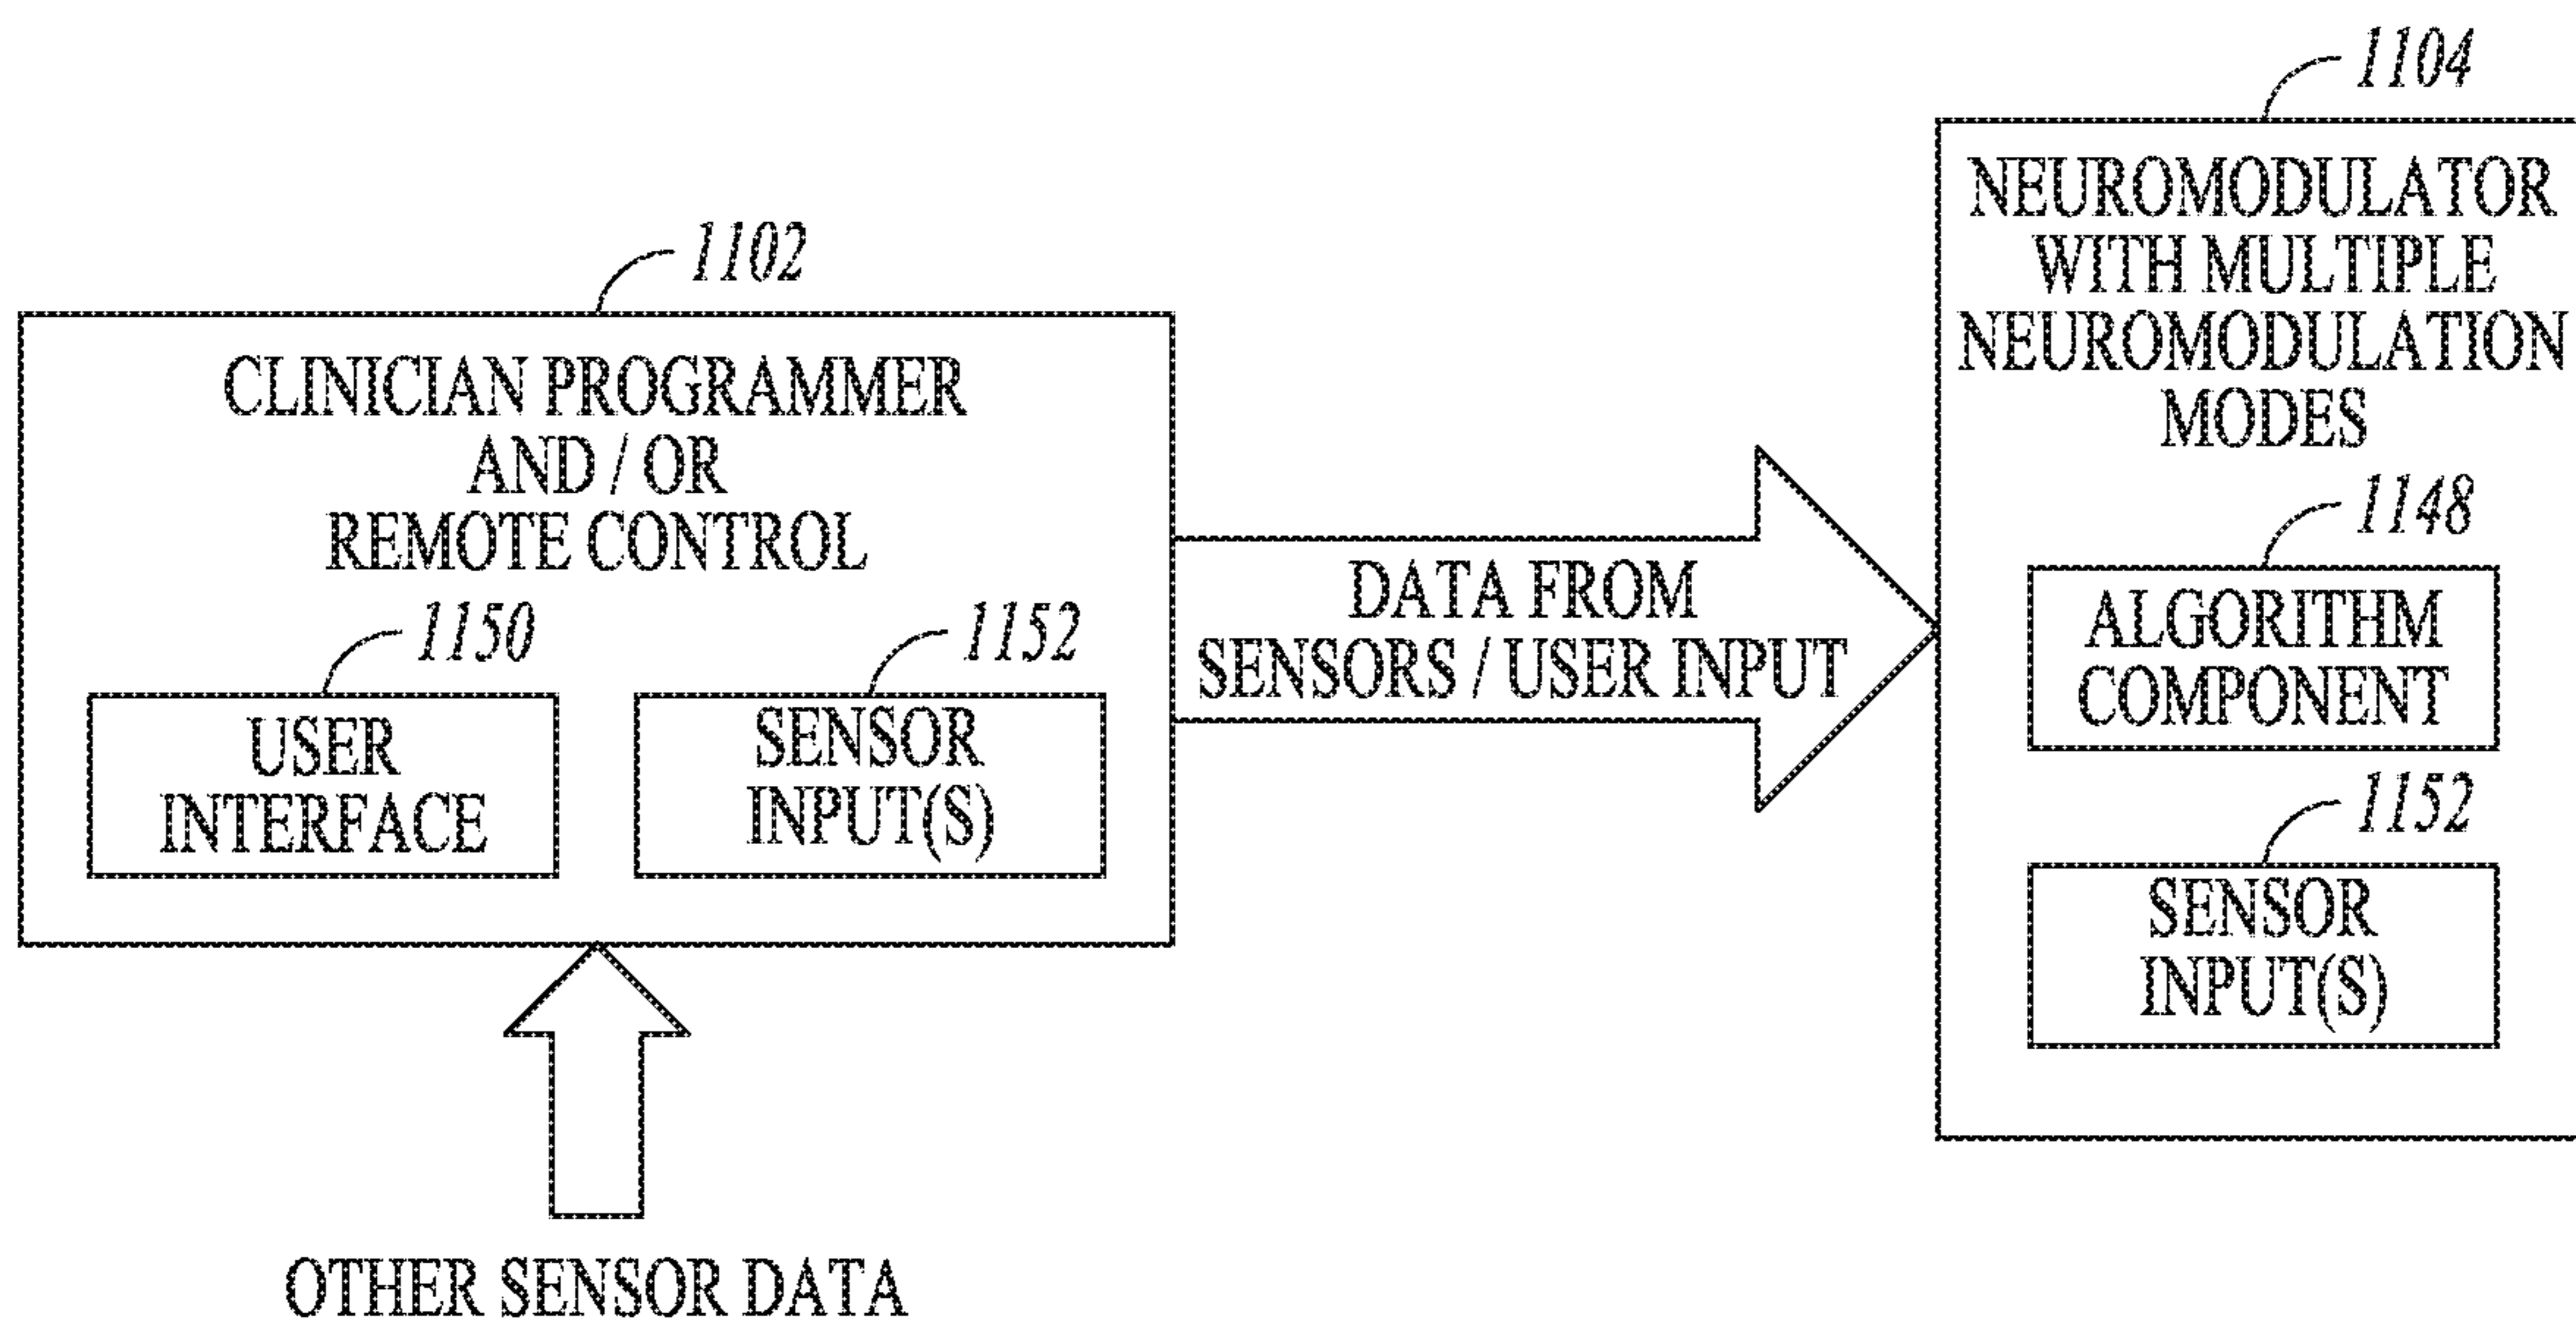 1102
CLINICIAN PROGRAMMER
AND / OR
REMOTE CONTROL
1150
USER
INTERFACE
1152
SENSOR
INPUT(S)
OTHER SENSOR DATA
DATA FROM
SENSORS / USER INPUT
1104
NEUROMODULATOR
WITH MULTIPLE
NEUROMODULATION
MODES
1148
ALGORITHM
COMPONENT
1152
SENSOR
INPUT(S)